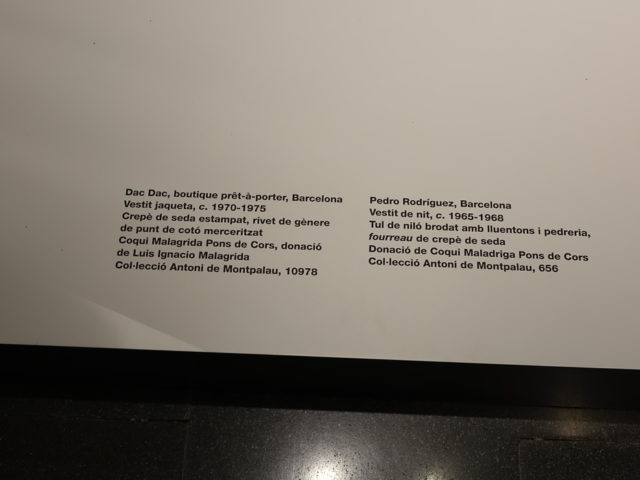 Dac Dac, boutique prêt-à-porter, Barcelona
Vestit jaqueta, c. 1970-1975
Crepè de seda estampat, rivet de gènere
de punt de cotó merceritzat
Coqui Malagrida Pons de Cors, donació
de Luis Ignacio Malagrida
Col·lecció Antoni de Montpalau, 10978
Pedro Rodríguez, Barcelona
Vestit de nit, c. 1965-1968
Tul de niló brodat amb lluentons i pedreria,
fourreau de crepè de seda
Donació de Coqui Maladriga Pons de Cors
Col·lecció Antoni de Montpalau, 656